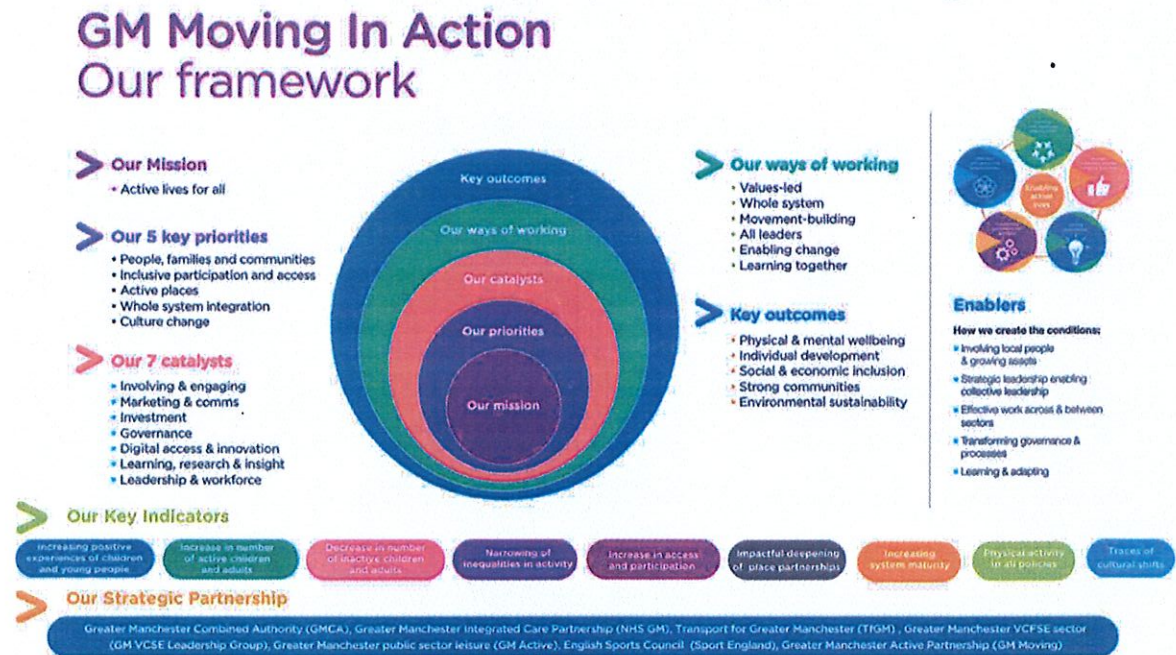 GM Moving In Action
Our framework
Our Mission
• Active lives for all
Our 5 key priorities
• People, families and communities
• Inclusive participation and access
• Active places
• Whole system integration
• Culture change
Our 7 catalysts
• Involving & engaging
• Marketing & comms
• Investment
• Governance
• Digital access & innovation
• Learning, research & insight
• Leadership & workforce
Key outcomes
Our ways of working
Our catalysts
Our priorities
Our mission
Our ways of working
• Values-led
• Whole system
• Movement-building
• All leaders
• Enabling change
• Learning together
Key outcomes
• Physical & mental wellbeing
• Individual development
• Social & economic inclusion
• Strong communities
• Environmental sustainability
Enabling
active
lives
Enablers
How we create the conditions:
• Involving local people
& growing assets
• Strategic leadership enabling
collective leadership
• Effective work across & between
sectors
• Transforming governance &
processes
• Learning & adapting
Our Key Indicators
Increasing positive
experiences of children
and young people
Increase in number
of active children
and adults
Decrease in number
of inactive children
and adults
Narrowing of
inequalities in activity
Increase in access
and participation
Impactful deepening
of place partnerships
Increasing
system maturity
Physical activity
in all policies
Traces of
cultural shifts
Our Strategic Partnership
Greater Manchester Combined Authority (GMCA), Greater Manchester Integrated Care Partnership (NHS GM), Transport for Greater Manchester (TfGM) , Greater Manchester VCFSE sector
(GM VCSE Leadership Group), Greater Manchester public sector leisure (GM Active), English Sports Council (Sport England), Greater Manchester Active Partnership (GM Moving)